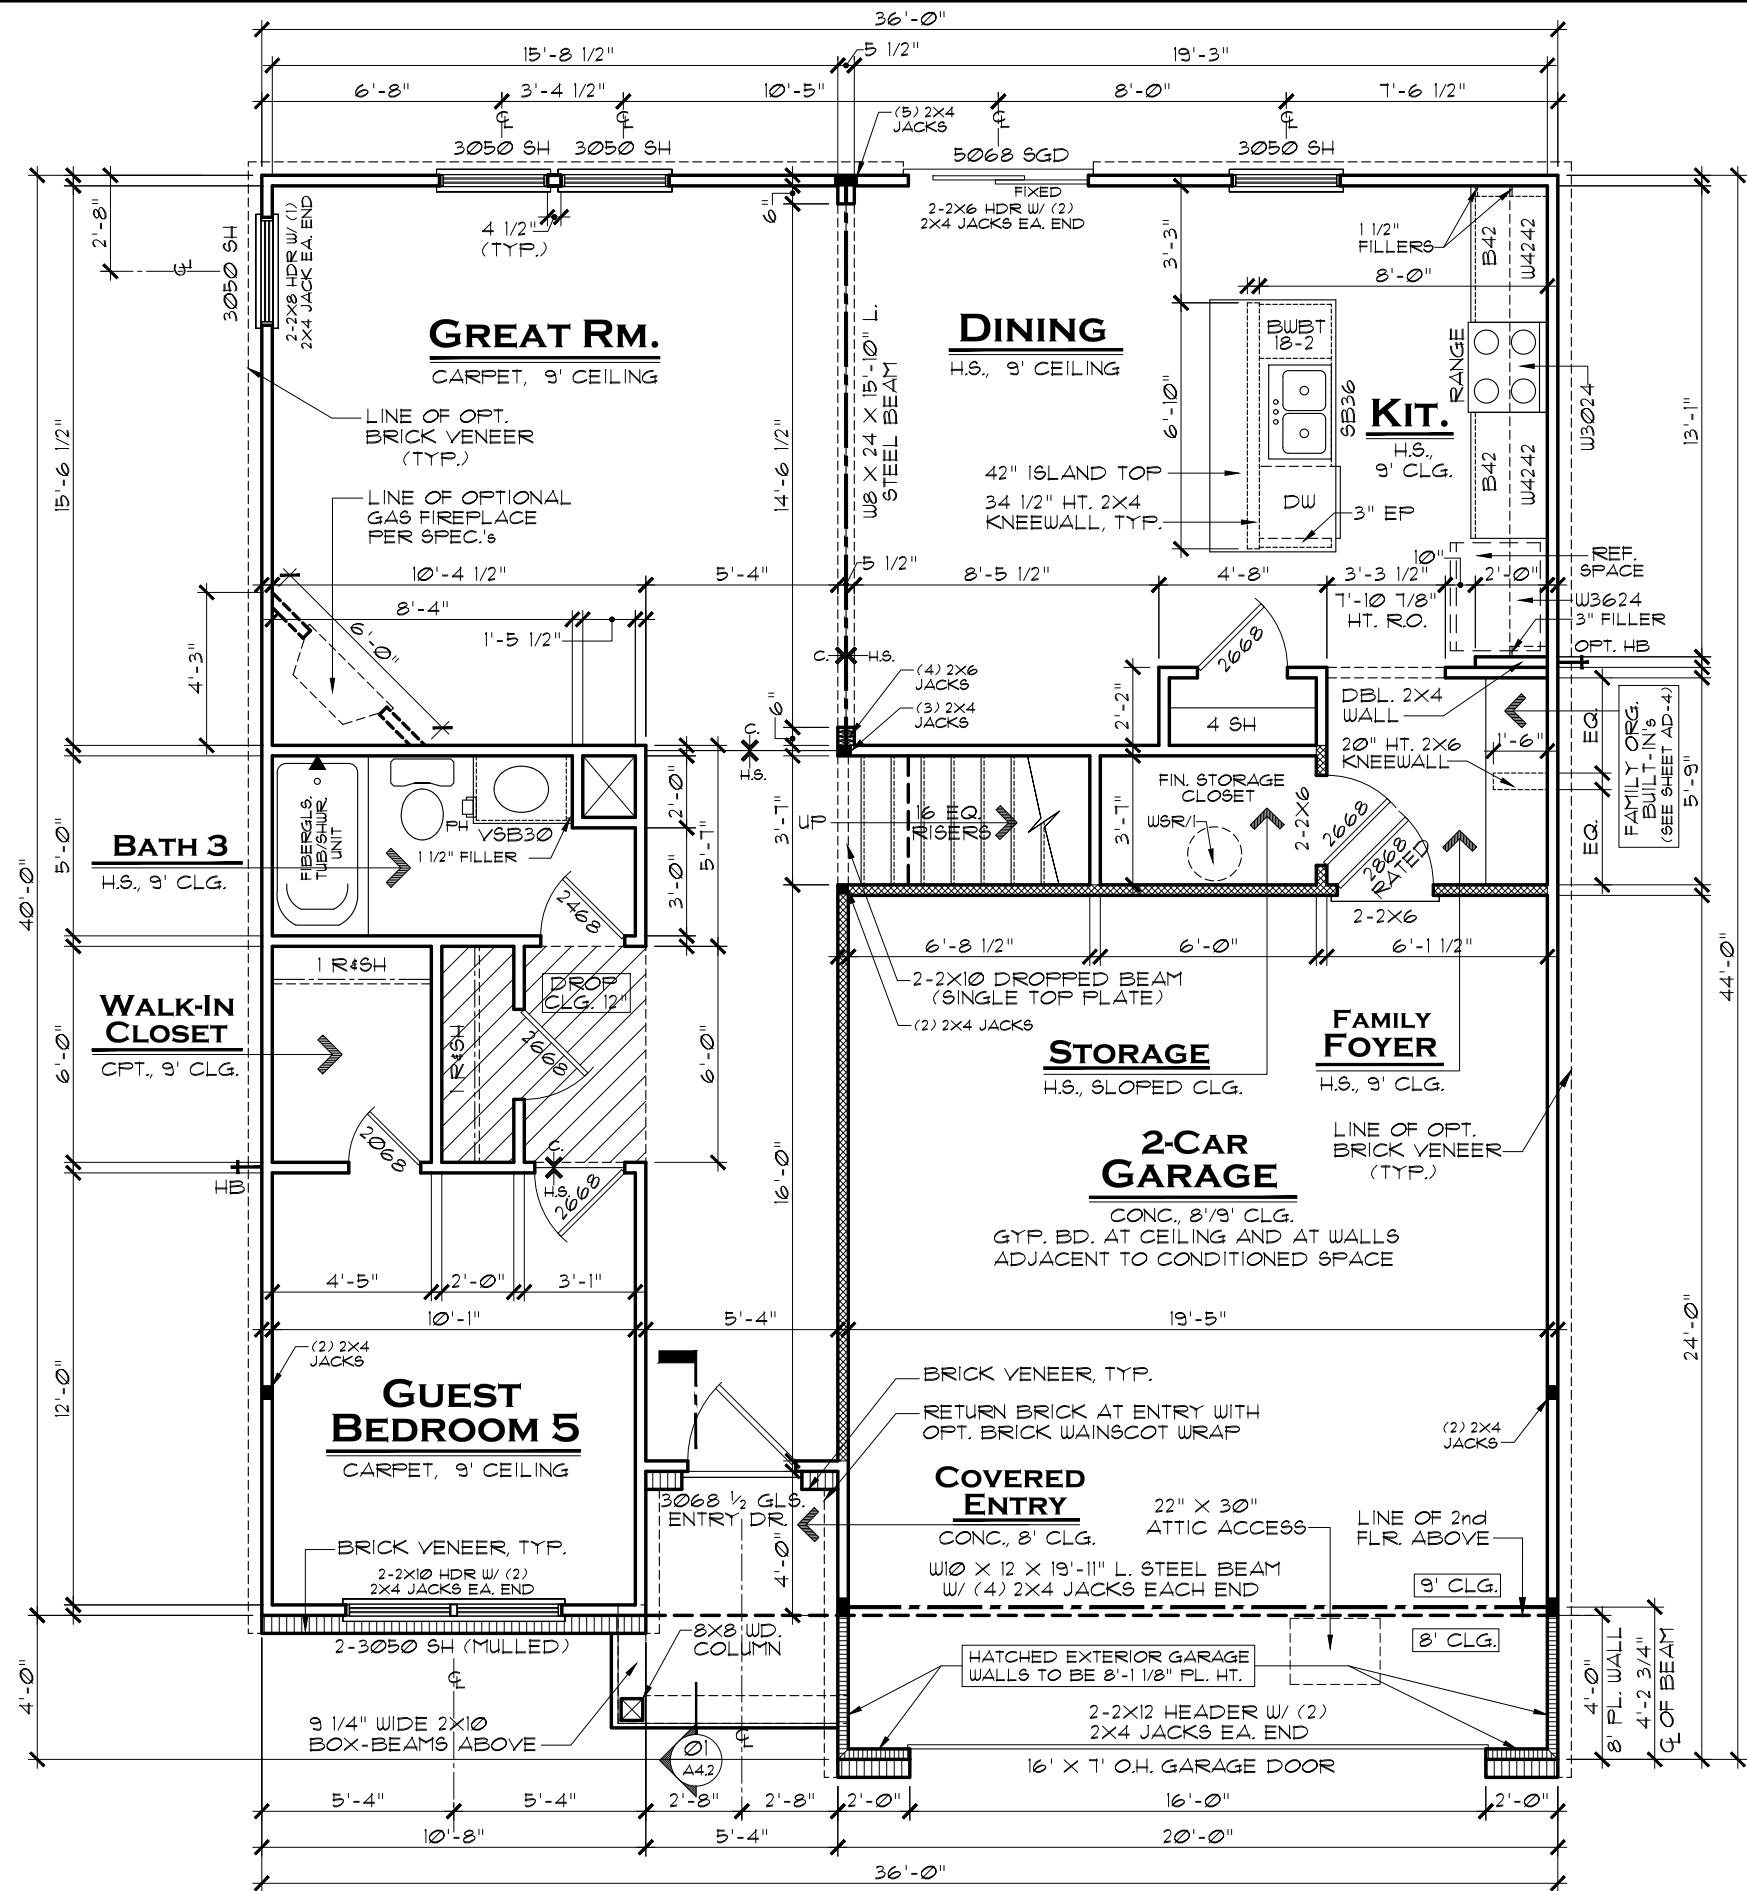 36'-0"
15'-8 1/2"
5 1/2"
19'-3"
6'-8"
3'-4 1/2"
10'-5"
8'-0"
7'-6 1/2"
(5) 2X4
JACKS
3050 SH
3050 SH
5068 SGD
3050 SH
FIXED
2-2X6 HDR W/ (2)
2X4 JACKS EA. END
2'-8"
3050 SH
2-2X8 HDR W/ (1)
2X4 JACK EA. END
4 1/2"
(TYP.)
6"
3'-3"
1 1/2"
FILLERS
B42
W4242
8'-0"
GREAT RM.
CARPET, 9' CEILING
DINING
H.S., 9' CEILING
BWBT
18-2
SB36
RANGE
KIT.
H.S.,
9' CLG.
W3024
13'-1"
LINE OF OPT.
BRICK VENEER
(TYP.)
W8 X 24 X 15'-10" L.
STEEL BEAM
15'-6 1/2"
14'-6 1/2"
6'-10"
42" ISLAND TOP
34 1/2" HT. 2X4
KNEEWALL, TYP.
DW
3" EP
B42
W4242
LINE OF OPTIONAL
GAS FIREPLACE
PER SPEC.'s
10'-4 1/2"
5'-4"
5 1/2"
8'-5 1/2"
4'-8"
3'-3 1/2"
10"
2'-0"
REF.
SPACE
7'-10 7/8"
HT. R.O.
W3624
3" FILLER
OPT. HB
8'-4"
1'-5 1/2"
6'-0"
4'-3"
C.
H.S.
2668
(4) 2X6
JACKS
(3) 2X4
JACKS
6"
2'-2"
4 SH
DBL. 2X4
WALL
20" HT. 2X6
KNEEWALL
1'-6"
EQ.
EQ.
FAMILY ORG.
BUILT-IN's
(SEE SHEET AD-4)
5'-9"
C.
H.S.
BATH 3
H.S., 9' CLG.
FIBERGLS.
TUB/SHWR.
UNIT
PH
VSB30
1 1/2" FILLER
2'-0"
3'-0"
5'-7"
5'-0"
40'-0"
3'-7"
UP
16 EQ.
RISERS
3'-7"
FIN. STORAGE
CLOSET
WSR/1
2-2X6
2668
2868
RATED
2-2X6
2468
44'-0"
6'-8 1/2"
6'-0"
6'-1 1/2"
2-2X10 DROPPED BEAM
(SINGLE TOP PLATE)
(2) 2X4 JACKS
WALK-IN
CLOSET
CPT., 9' CLG.
1 R&SH
1 R&SH
DROP
CLG. 12"
2668
2068
6'-0"
6'-0"
STORAGE
H.S., SLOPED CLG.
FAMILY
FOYER
H.S., 9' CLG.
LINE OF OPT.
BRICK VENEER
(TYP.)
2-CAR
GARAGE
CONC., 8'/9' CLG.
GYP. BD. AT CEILING AND AT WALLS
ADJACENT TO CONDITIONED SPACE
HB
C.
H.S.
2668
16'-0"
4'-5"
2'-0"
3'-1"
10'-1"
5'-4"
19'-5"
24'-0"
12'-0"
(2) 2X4
JACKS
GUEST
BEDROOM 5
CARPET, 9' CEILING
BRICK VENEER, TYP.
RETURN BRICK AT ENTRY WITH
OPT. BRICK WAINSCOT WRAP
(2) 2X4
JACKS
COVERED
ENTRY
CONC., 8' CLG.
3068 ½ GLS.
ENTRY DR.
4'-0"
22" X 30"
ATTIC ACCESS
LINE OF 2nd
FLR. ABOVE
BRICK VENEER, TYP.
2-2X10 HDR W/ (2)
2X4 JACKS EA. END
W10 X 12 X 19'-11" L. STEEL BEAM
W/ (4) 2X4 JACKS EACH END
9' CLG.
8' CLG.
2-3050 SH (MULLED)
8X8 WD.
COLUMN
HATCHED EXTERIOR GARAGE
WALLS TO BE 8'-1 1/8" PL. HT.
4'-0"
4'-0"
8' PL. WALL
4'-2 3/4"
℄ OF BEAM
9 1/4" WIDE 2X10
BOX-BEAMS ABOVE
2-2X12 HEADER W/ (2)
2X4 JACKS EA. END
01
A4.2
16' X 7' O.H. GARAGE DOOR
5'-4"
5'-4"
2'-8"
2'-8"
2'-0"
16'-0"
2'-0"
10'-8"
5'-4"
20'-0"
36'-0"